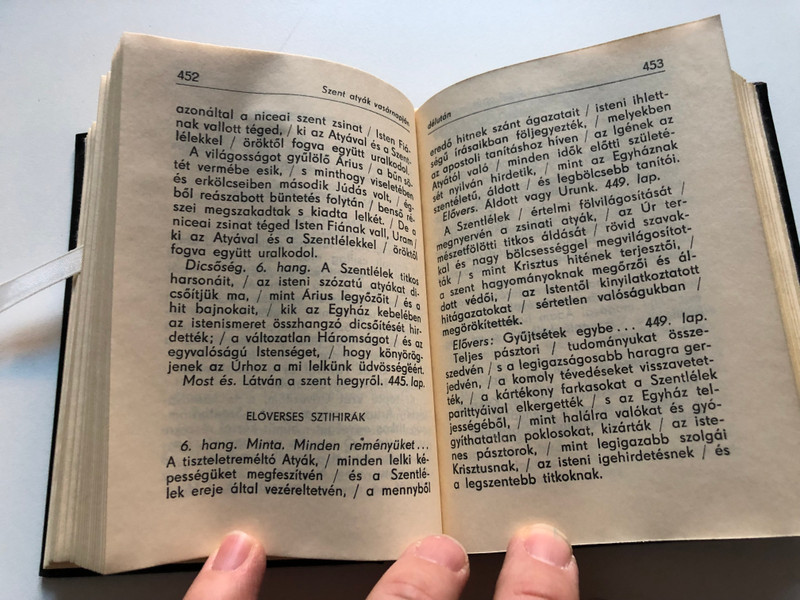 452
Szent atyák vasárnapján
azonáltal a niceai szent zsinat / Isten Fiá-
nak vallott téged, / ki az Atyával és a Szent-
lélekkel / öröktől fogva együtt uralkodol.
A világosságot gyűlölő Árius / a bűn sö-
tét vermébe esik, / s minthogy viseletében
és erkölcseiben második Júdás volt, / ég-
ből reászabott büntetés folytán / benső ré-
szei megszakadtak s kiadta lelkét. / De a
niceai zsinat téged Isten Fiának vall, Uram/
ki az Atyával és a Szentlélekkel / öröktől
fogva együtt uralkodol.
Dicsőség. 6. hang. A Szentlélek titkos
harsonáit, / az isteni szózatú atyákat di-
csőítjük ma, / mint Árius legyőzőit / és a
hit bajnokait, / kik az Egyház kebelében
az istenismeret összhangzó dicsőítését hir-
dették; / a változatlan Háromságot / és az
egyvalóságú Istenséget, / hogy könyörög-
jenek az Úrhoz a mi lelkünk üdvösségéért.
Most és. Látván a szent hegyről. 445. lap.
ELŐVERSES SZTIHIRÁK
6. hang. Minta. Minden reményüket...
A tiszteletreméltó Atyák, / minden lelki ké-
pességüket megfeszítvén / és a Szentlé-
lek ereje által vezéreltetvén, / a mennyből
453
délután
eredő hitnek szánt ágazatait / isteni ihlett-
ségű írásaikban följegyezték, / melyekben
az apostoli tanításhoz híven / az Igének az
Atyától való / minden idők előtti születé-
sét nyilván hirdetik, / mint az Egyháznak
szentéletű, áldott / és legbölcsebb tanítói.
Elővers. Áldott vagy Urunk. 449. lap.
A Szentlélek / értelmi fölvilágosítását /
megnyervén a zsinati atyák, / az Úr ter-
mészetfölötti titkos áldását / rövid szavak-
kal és nagy bölcsességgel megvilágosítot-
ták / s mint Krisztus hitének terjesztői, /
a szent hagyományoknak megőrzői és ál-
dott védői, / az Istentől kinyilatkoztatott
hitágazatokat / sértetlen valóságukban /
megörökítették.
Elővers: Gyűjtsétek egybe... 449. lap.
Teljes pásztori / tudományukat össze-
szedvén / s a legigazságosabb haragra ger-
jedvén, / a komoly tévedéseket visszavetet-
ték, / a kártékony farkasokat a Szentlélek
parittyáival elkergették / s az Egyház tel-
jességéből, / mint halálra valókat és gyó-
gyíthatatlan poklosokat, kizárták / az iste-
nes pásztorok, / mint legigazabb szolgái
Krisztusnak, / az isteni igehirdetésnek / és
a legszentebb titkoknak.